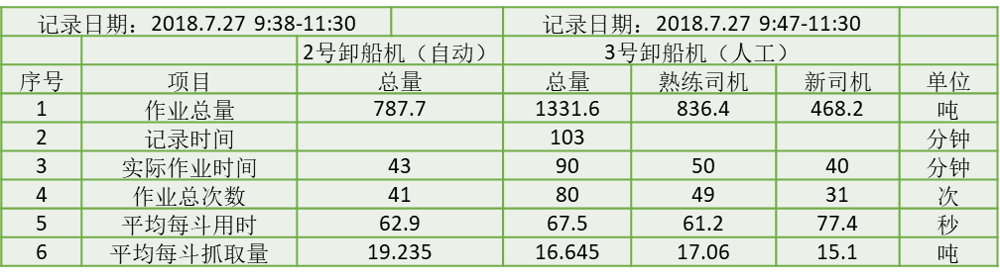 记录日期：2018.7.27 9:38-11:30 记录日期：2018.7.27 9:47-11:30
2号卸船机（自动） 3号卸船机（人工）
序号 项目 总量 总量 熟练司机 新司机 单位
1 作业总量 787.7 1331.6 836.4 468.2 吨
2 记录时间 103 分钟
3 实际作业时间 43 90 50 40 分钟
4 作业总次数 41 80 49 31 次
5 平均每斗用时 62.9 67.5 61.2 77.4 秒
6 平均每斗抓取量 19.235 16.645 17.06 15.1 吨